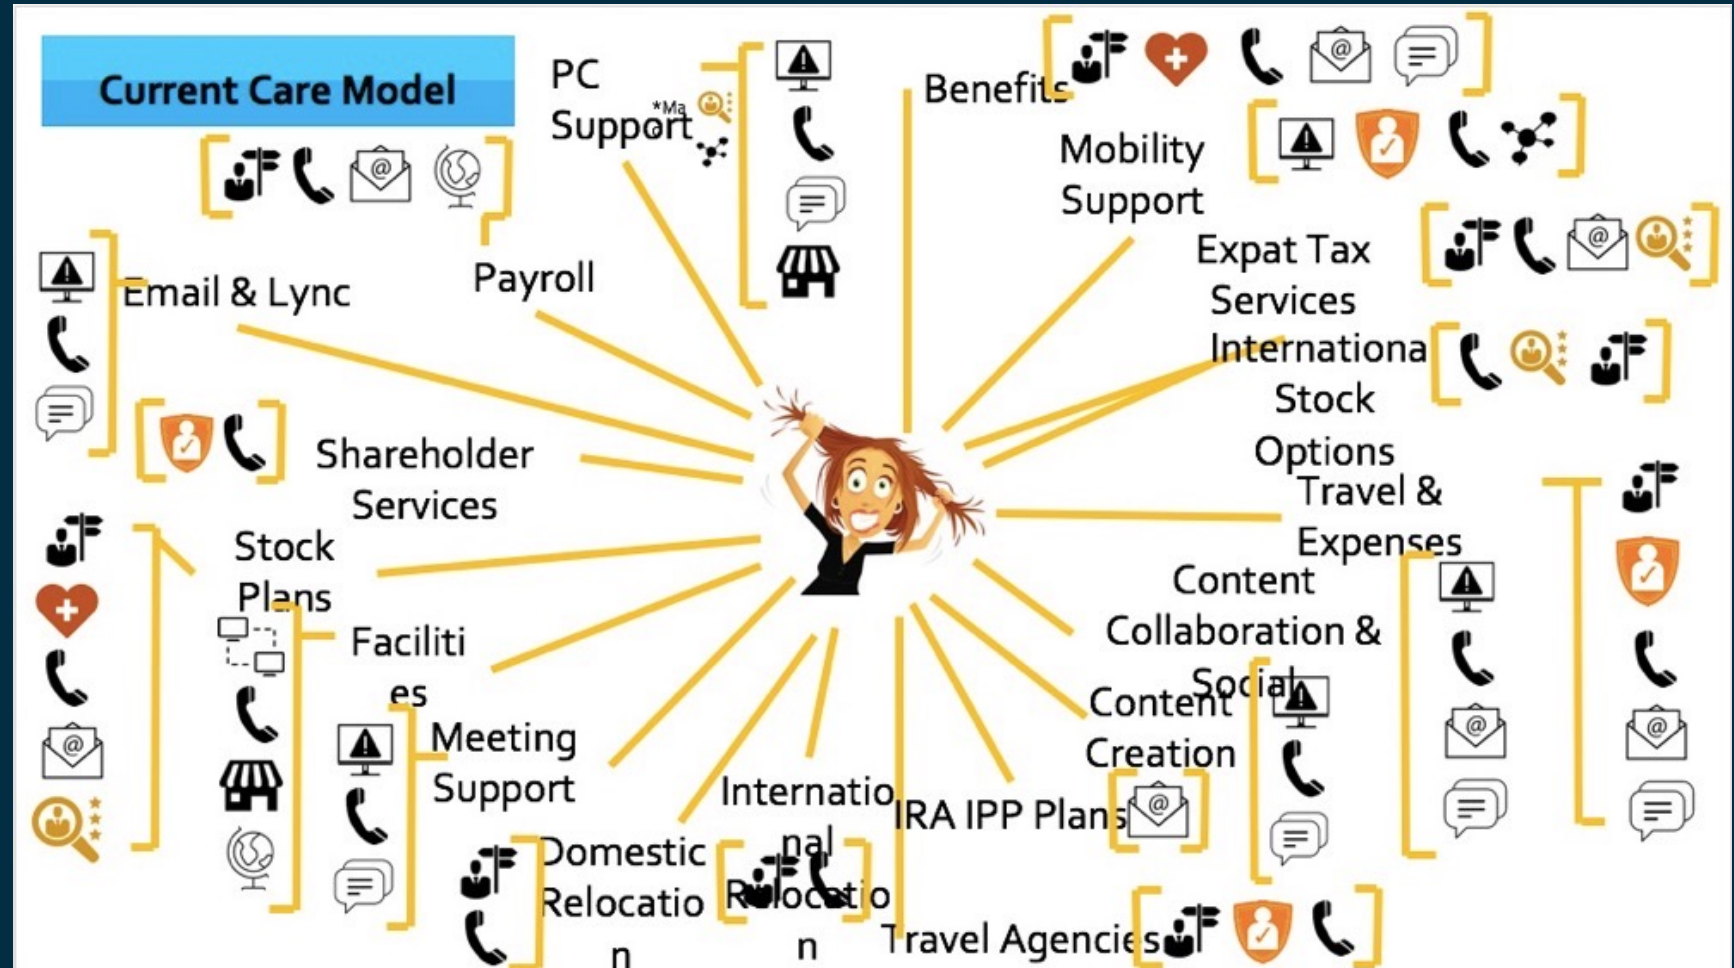 Current Care Model
PC
Support
*Ma
Benefits
Mobility
Support
Expat Tax
Services
Internationa
Stock
Options
Travel &
Expenses
Content
Collaboration &
Social
Content
Creation
IRA IPP Plans
Travel Agencies
Internatio
nal
Relocatio
n
Domestic
Relocatio
n
Meeting
Support
Faciliti
es
Stock
Plans
Shareholder
Services
Email & Lync
Payroll